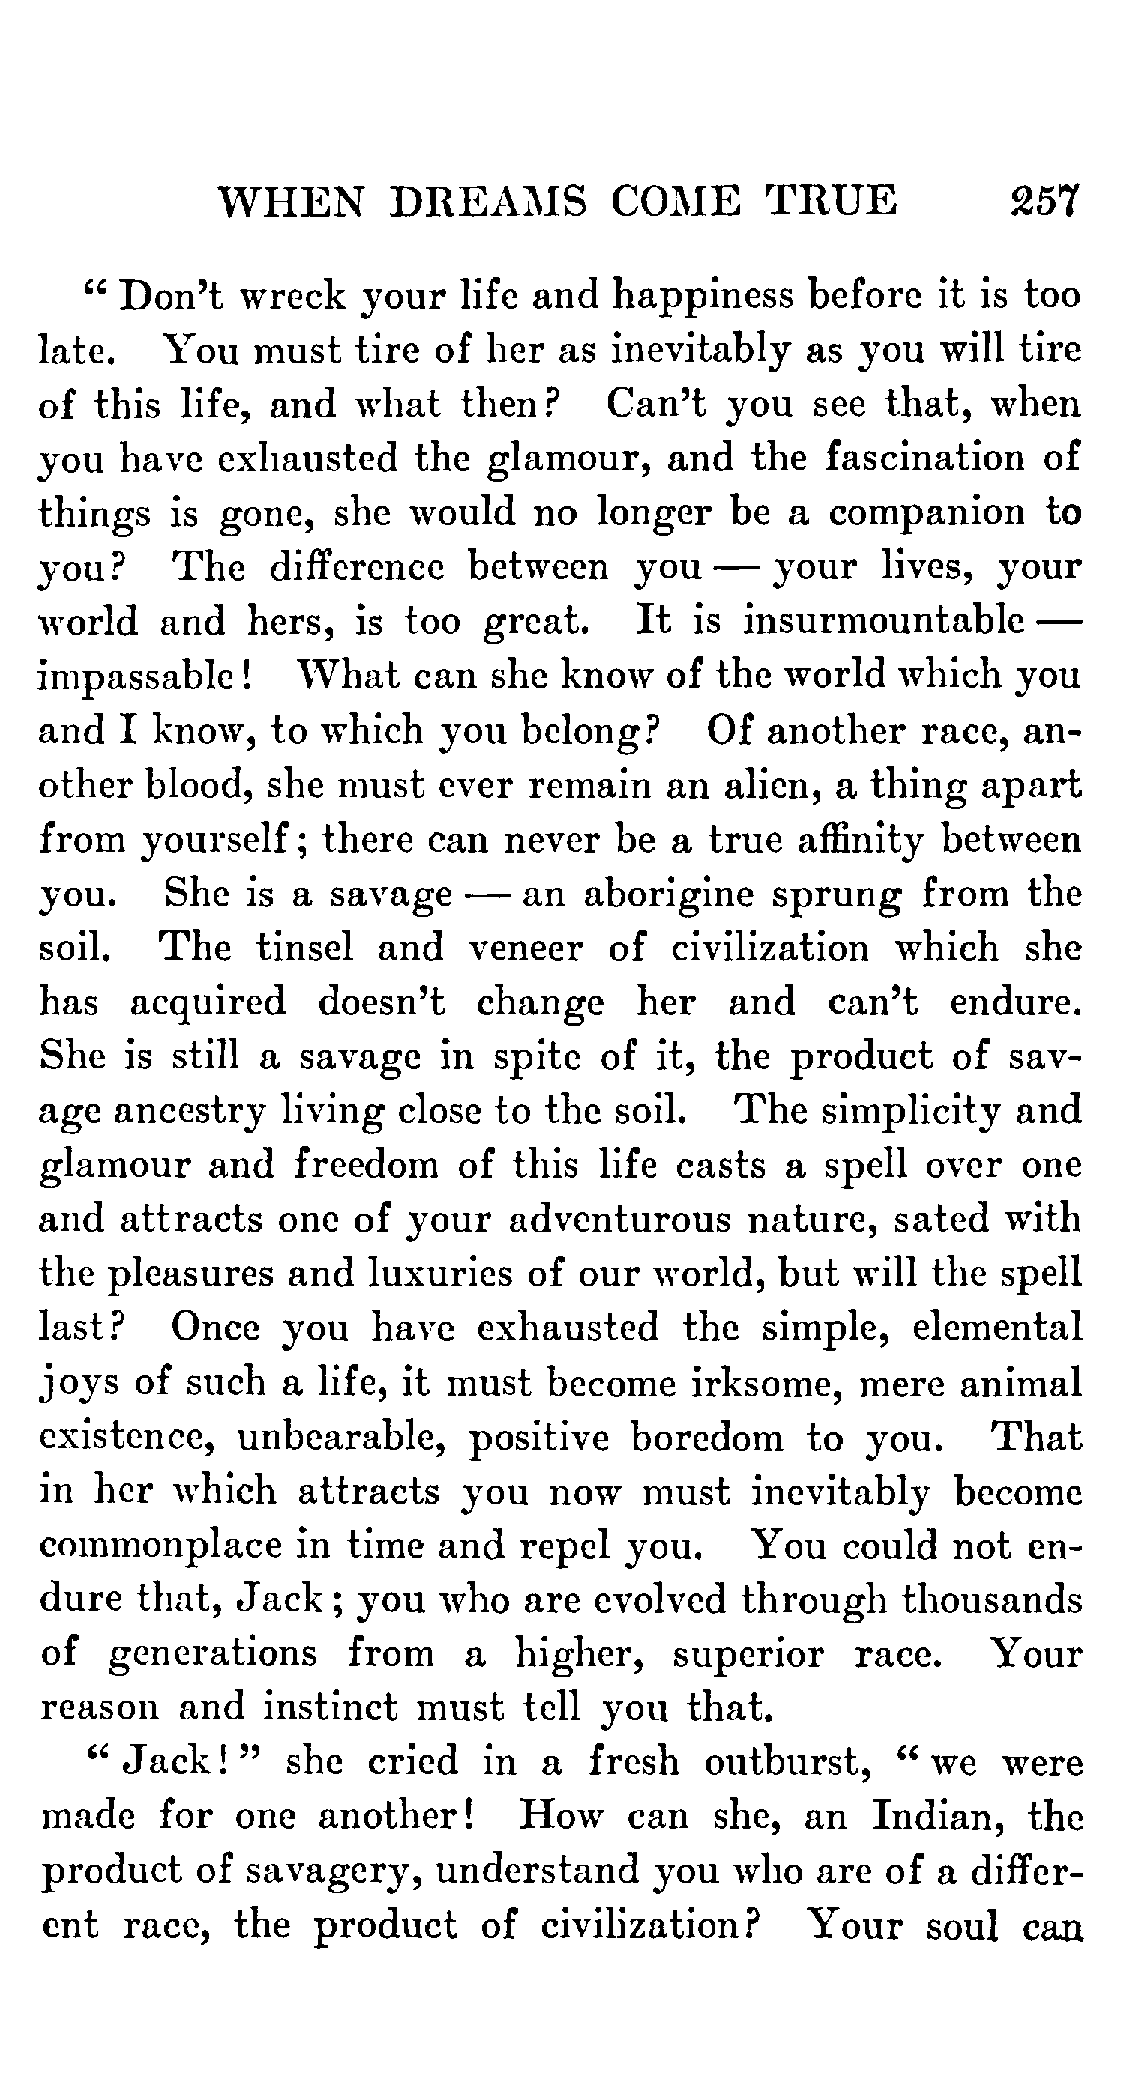 WHEN DREAMS COME TRUE 257
“ Don’t wreck your life and happiness before it is too
late. You must tire of her as inevitably as you will tire
of this life, and what then? Can’t you see that, when
you have exhausted the glamour, and the fascination of
things is gone, she would no longer be a companion to
you? The difference between you — your lives, your
world and hers, is too great. It is insurmountable —
impassable! What can she know of the world which you
and I know, to which you belong? Of another race, an-
other blood, she must ever remain an alien, a thing apart
from yourself; there can never be a true affinity between
you. She is a savage — an aborigine sprung from the
soil. The tinsel and veneer of civilization which she
has acquired doesn’t change her and can’t endure.
She is still a savage in spite of it, the product of sav-
age ancestry living close to the soil. The simplicity and
glamour and freedom of this life casts a spell over one
and attracts one of your adventurous nature, sated with
the pleasures and luxuries of our world, but will the spell
last? Once you have exhausted the simple, elemental
joys of such a life, it must become irksome, mere animal
existence, unbearable, positive boredom to you. That
in her which attracts you now must inevitably become
commonplace in time and repel you. You could not en-
dure that, Jack; you who are evolved through thousands
of generations from a higher, superior race. Your
reason and instinct must tell you that.
“ Jack! ” she cried in a fresh outburst, “ we were
made for one another! How can she, an Indian, the
product of savagery, understand you who are of a differ-
ent race, the product of civilization? Your soul can